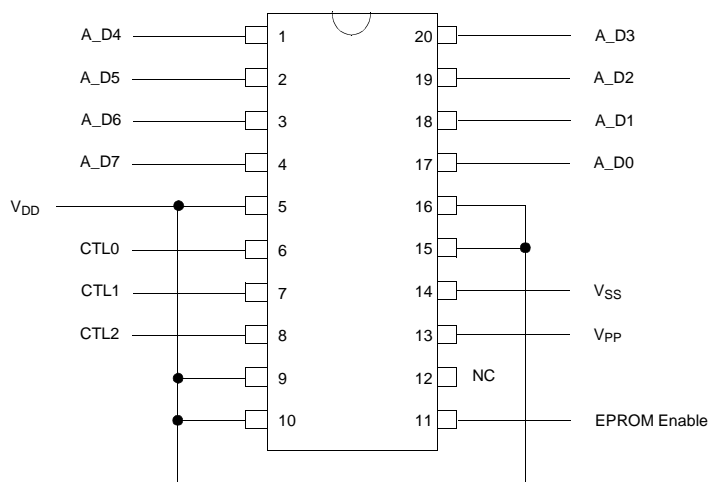 A_D4 1 20 A_D3
A_D5 2 19 A_D2
A_D6 3 18 A_D1
A_D7 4 17 A_D0
VDD 5 16
CTL0 6 15
CTL1 7 14 VSS
CTL2 8 13 VPP
9 12 NC
10 11 EPROM Enable